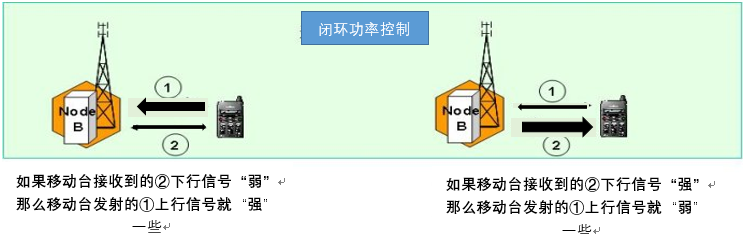 闭环功率控制
①
Node
B
②
①
Node
B
②
如果移动台接收到的②下行信号“弱”
那么移动台发射的①上行信号就“强”
一些
如果移动台接收到的②下行信号“强”
那么移动台发射的①上行信号就“弱”
一些